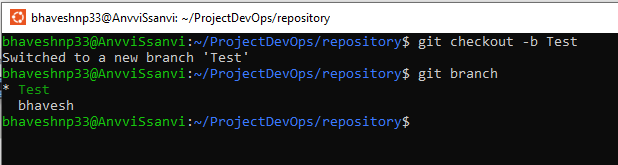 bhaveshnp33@AnvviSsanvi: ~/ProjectDevOps/repository
bhaveshnp33@AnvviSsanvi:~/ProjectDevOps/repository$ git checkout -b Test
Switched to a new branch 'Test'
bhaveshnp33@AnvviSsanvi:~/ProjectDevOps/repository$ git branch
* Test
  bhavesh
bhaveshnp33@AnvviSsanvi:~/ProjectDevOps/repository$